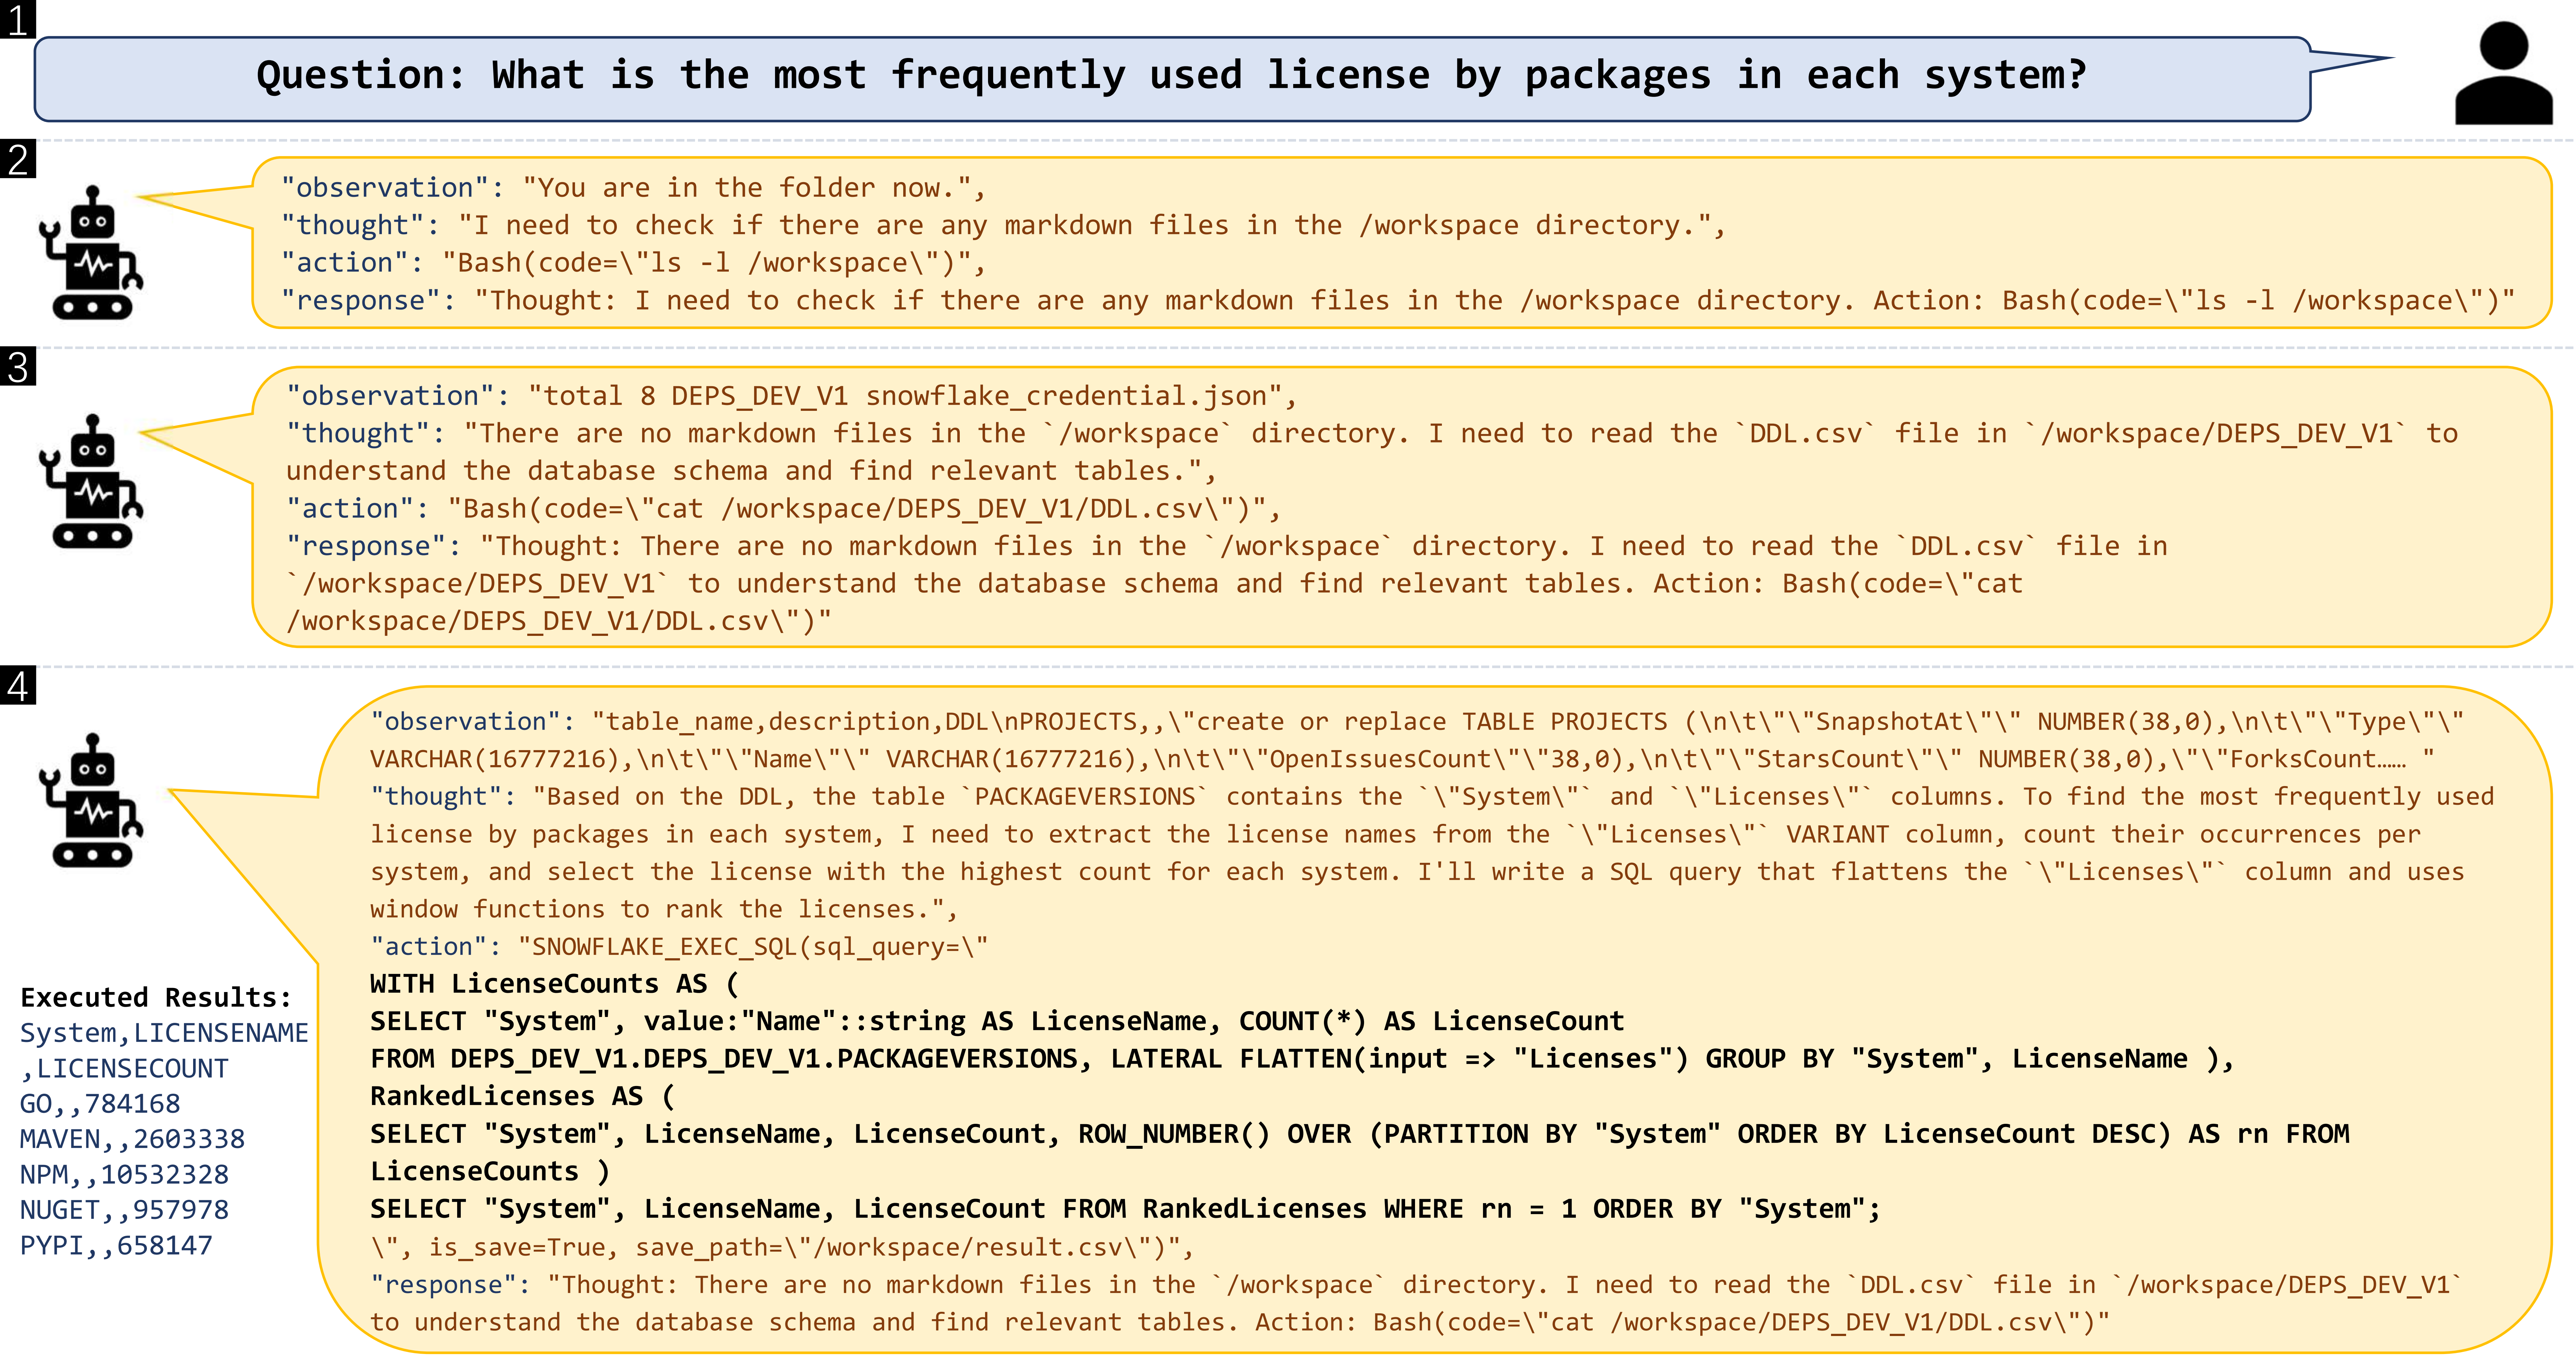 1
Question: What is the most frequently used license by packages in each system?
2
"observation": "You are in the folder now.",
"thought": "I need to check if there are any markdown files in the /workspace directory.",
"action": "Bash(code=\"ls -l /workspace\")",
"response": "Thought: I need to check if there are any markdown files in the /workspace directory. Action: Bash(code=\"ls -l /workspace\")"
3
"observation": "total 8 DEPS_DEV_V1 snowflake_credential.json",
"thought": "There are no markdown files in the `/workspace` directory. I need to read the `DDL.csv` file in `/workspace/DEPS_DEV_V1` to
understand the database schema and find relevant tables.",
"action": "Bash(code=\"cat /workspace/DEPS_DEV_V1/DDL.csv\")",
"response": "Thought: There are no markdown files in the `/workspace` directory. I need to read the `DDL.csv` file in
`/workspace/DEPS_DEV_V1` to understand the database schema and find relevant tables. Action: Bash(code=\"cat
/workspace/DEPS_DEV_V1/DDL.csv\")"
4
"observation": "table_name,description,DDL\nPROJECTS,,\"create or replace TABLE PROJECTS (\n\t\"\"SnapshotAt\"\" NUMBER(38,0),\n\t\"\"Type\"\"
VARCHAR(16777216),\n\t\"\"Name\"\" VARCHAR(16777216),\n\t\"\"OpenIssuesCount\"\"38,0),\n\t\"\"StarsCount\"\" NUMBER(38,0),\"\"ForksCount…… "
"thought": "Based on the DDL, the table `PACKAGEVERSIONS` contains the `\"System\"` and `\"Licenses\"` columns. To find the most frequently used
license by packages in each system, I need to extract the license names from the `\"Licenses\"` VARIANT column, count their occurrences per
system, and select the license with the highest count for each system. I'll write a SQL query that flattens the `\"Licenses\"` column and uses
window functions to rank the licenses.",
"action": "SNOWFLAKE_EXEC_SQL(sql_query=\"
WITH LicenseCounts AS (
SELECT "System", value:"Name"::string AS LicenseName, COUNT(*) AS LicenseCount
FROM DEPS_DEV_V1.DEPS_DEV_V1.PACKAGEVERSIONS, LATERAL FLATTEN(input => "Licenses") GROUP BY "System", LicenseName ),
RankedLicenses AS (
SELECT "System", LicenseName, LicenseCount, ROW_NUMBER() OVER (PARTITION BY "System" ORDER BY LicenseCount DESC) AS rn FROM
LicenseCounts )
SELECT "System", LicenseName, LicenseCount FROM RankedLicenses WHERE rn = 1 ORDER BY "System";
\", is_save=True, save_path=\"/workspace/result.csv\")",
"response": "Thought: There are no markdown files in the `/workspace` directory. I need to read the `DDL.csv` file in `/workspace/DEPS_DEV_V1`
to understand the database schema and find relevant tables. Action: Bash(code=\"cat /workspace/DEPS_DEV_V1/DDL.csv\")"
Executed Results:
System,LICENSENAME
,LICENSECOUNT
GO,,784168
MAVEN,,2603338
NPM,,10532328
NUGET,,957978
PYPI,,658147